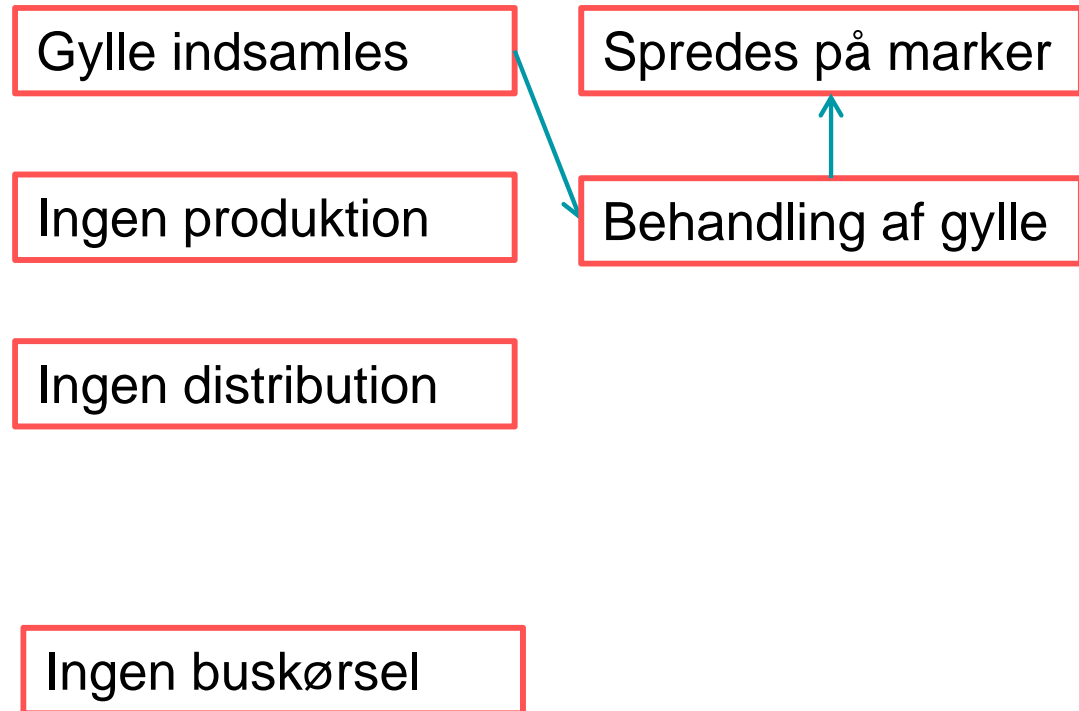 Gylle indsamles
Spredes på marker
Ingen produktion
Behandling af gylle
Ingen distribution
Ingen buskørsel